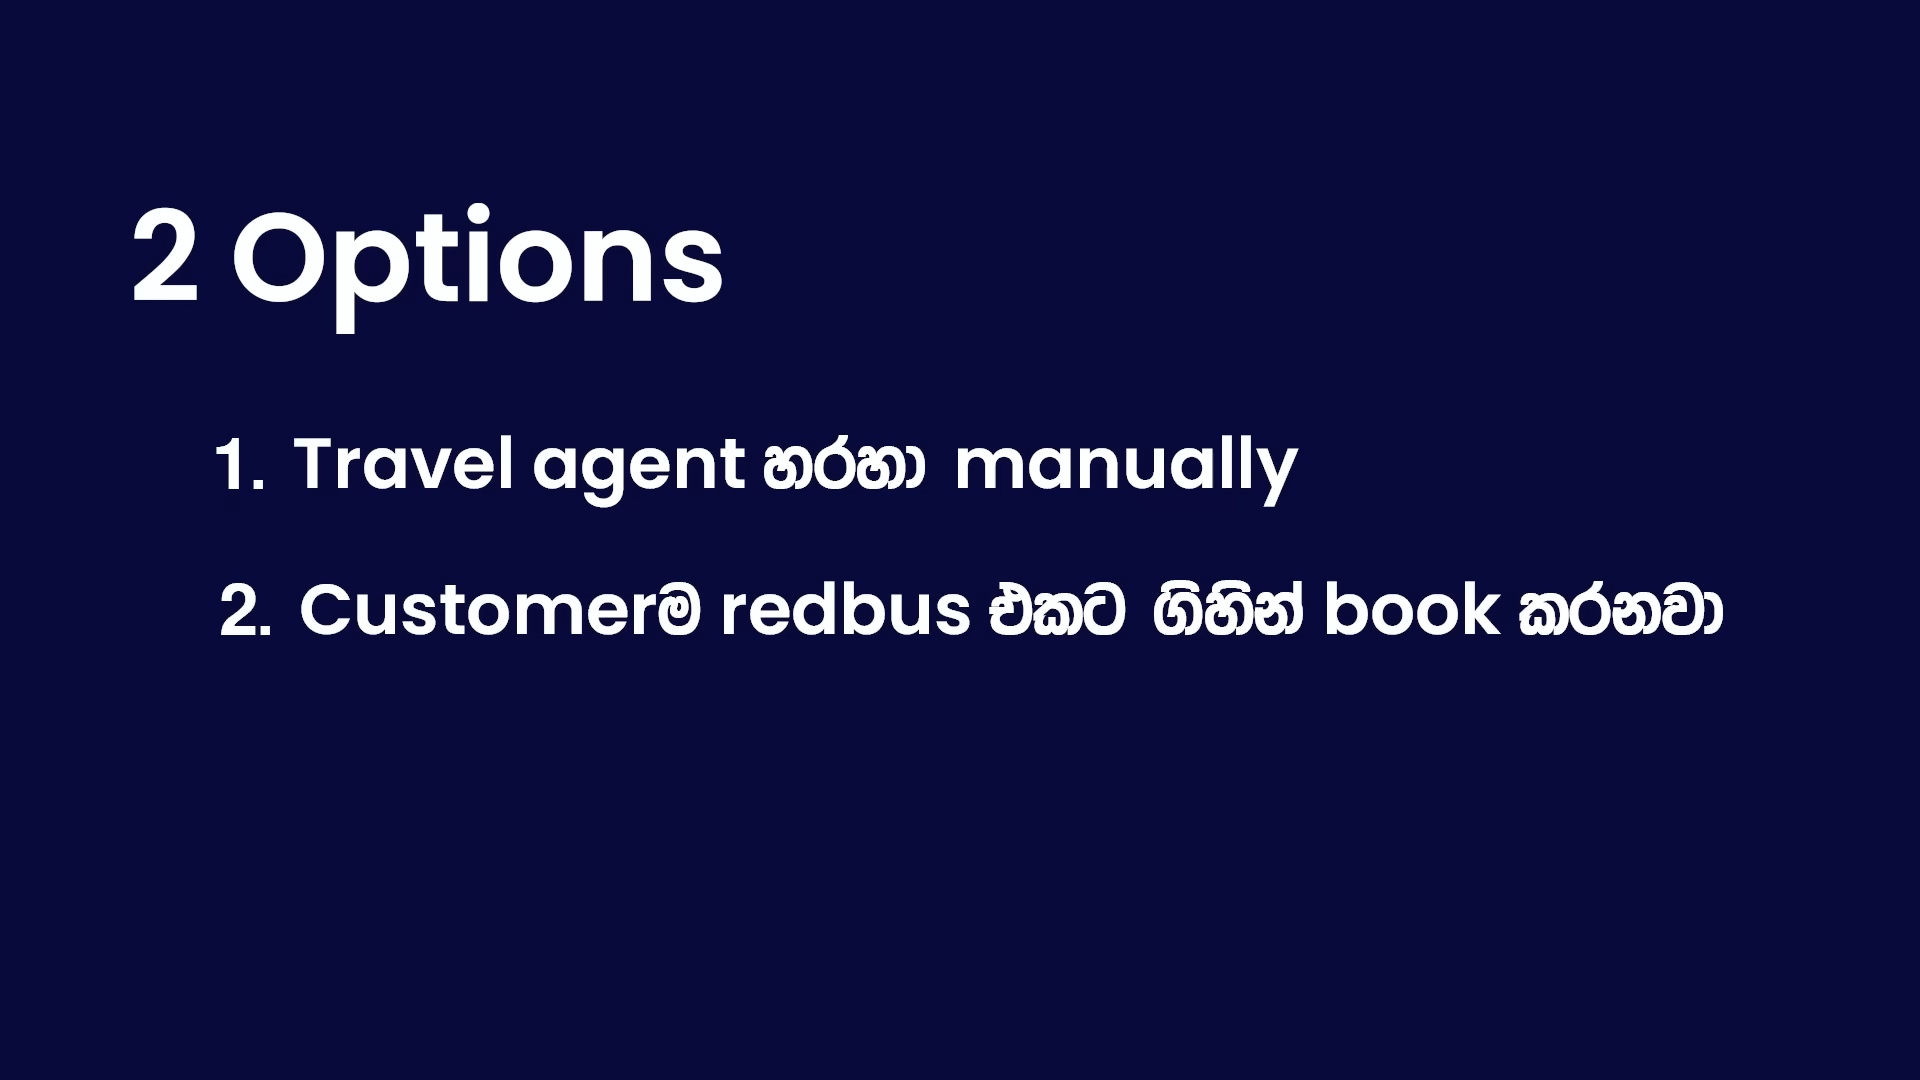 2 Options
1. Travel agent හරහා manually
2. Customerම redbus එකට ගිහින් book කරනවා